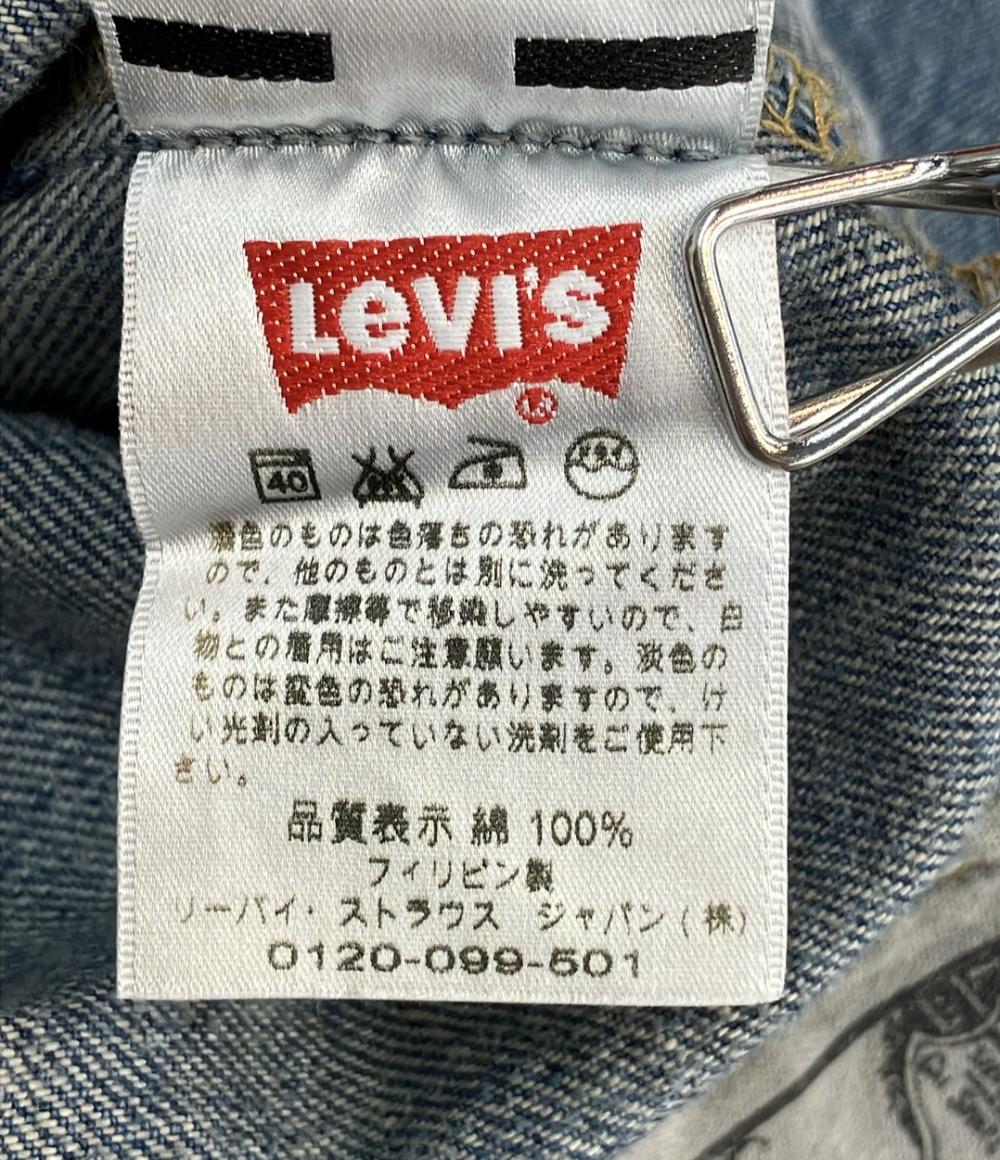 LEVI'S
40
濃色のものは色落ちの恐れがあります
ので、他のものとは別に洗ってくださ
い。また摩擦等で移染しやすいので、白
物との着用はご注意願います。淡色の
ものは変色の恐れがありますので、け
い光剤の入っていない洗剤をご使用下
さい。
品質表示 綿 100%
フィリピン製
リーバイ・ストラウス ジャパン(株)
0120-099-501